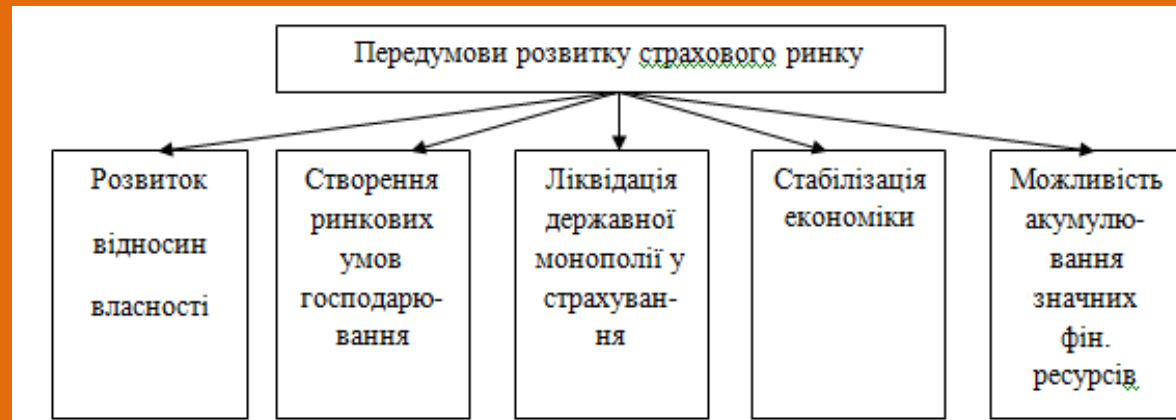 Передумови розвитку страхового ринку
Розвиток
відносин
власності
Створення
ринкових
умов
господарю-
вання
Ліквідація
державної
монополії у
страхуван-
ня
Стабілізація
економіки
Можливість
акумулю-
вання
значних
фін.
ресурсів